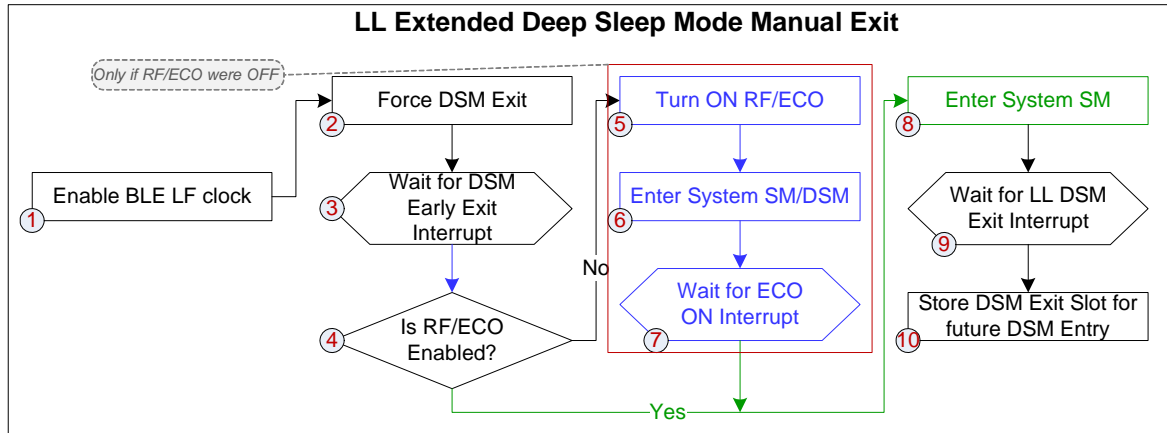 LL Extended Deep Sleep Mode Manual Exit
Only if RF/ECO were OFF
Enable BLE LF clock
1
Force DSM Exit
2
Wait for DSM
Early Exit
Interrupt
3
Is RF/ECO
Enabled?
4
No
Yes
Turn ON RF/ECO
5
Enter System SM/DSM
6
Wait for ECO
ON Interrupt
7
Enter System SM
8
Wait for LL DSM
Exit Interrupt
9
Store DSM Exit Slot for
future DSM Entry
10